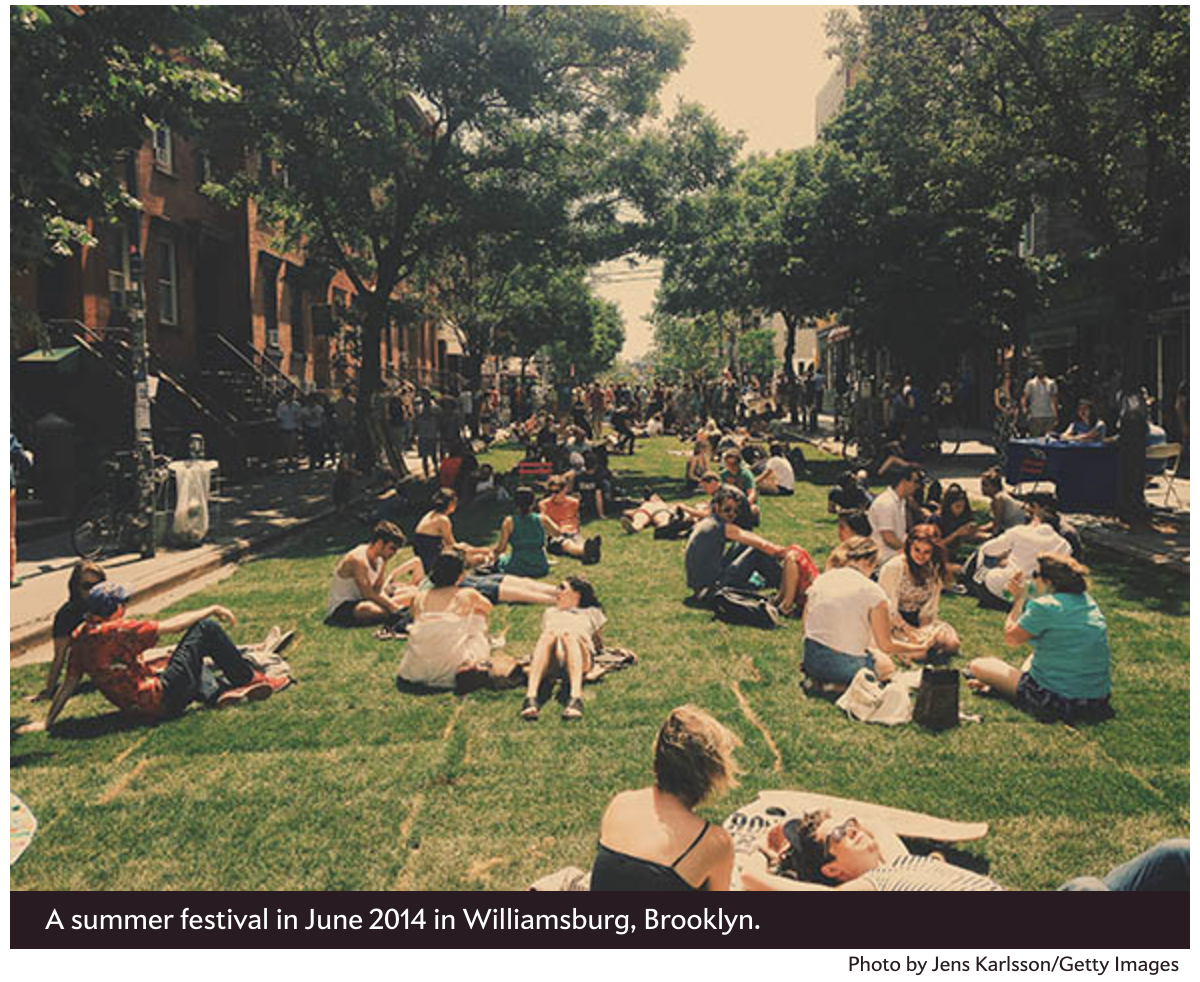 A summer festival in June 2014 in Williamsburg, Brooklyn.
Photo by Jens Karlsson/Getty Images